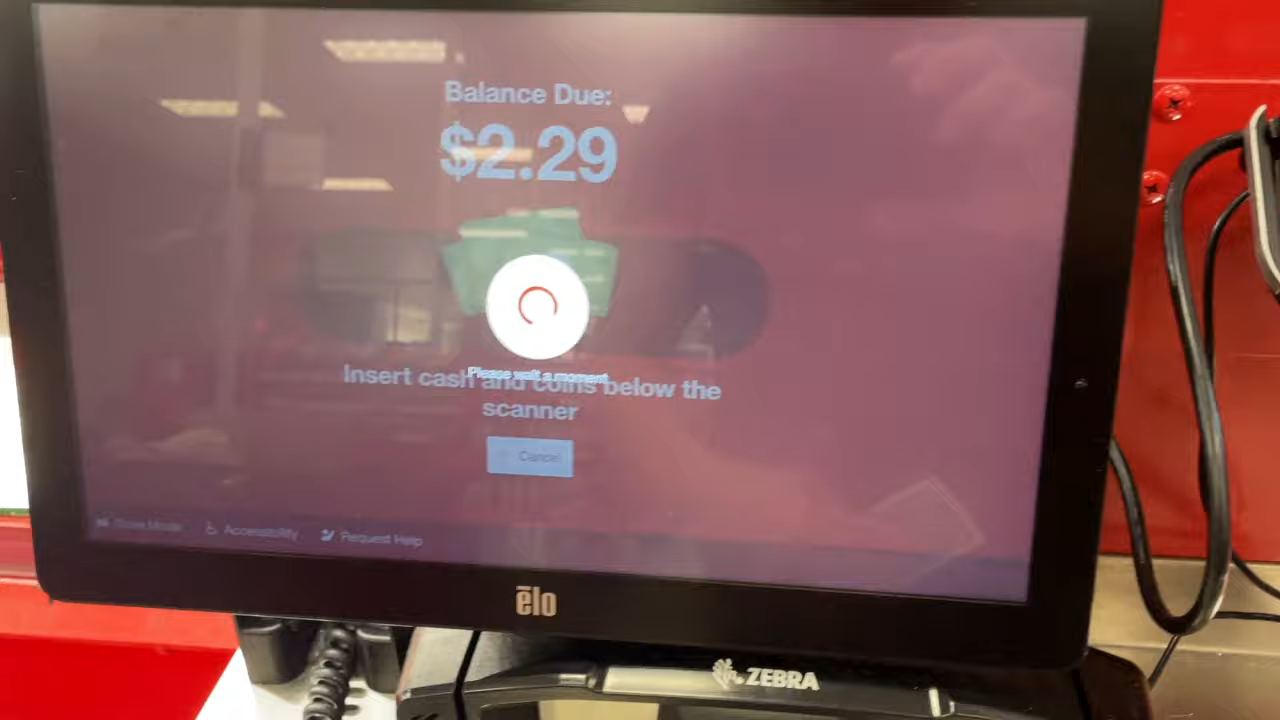 Balance Due:
$2.29
Please wait a moment
Insert cash and coins below the
scanner
Cancel
Accessibility
Request Help
ēlo
ZEBRA